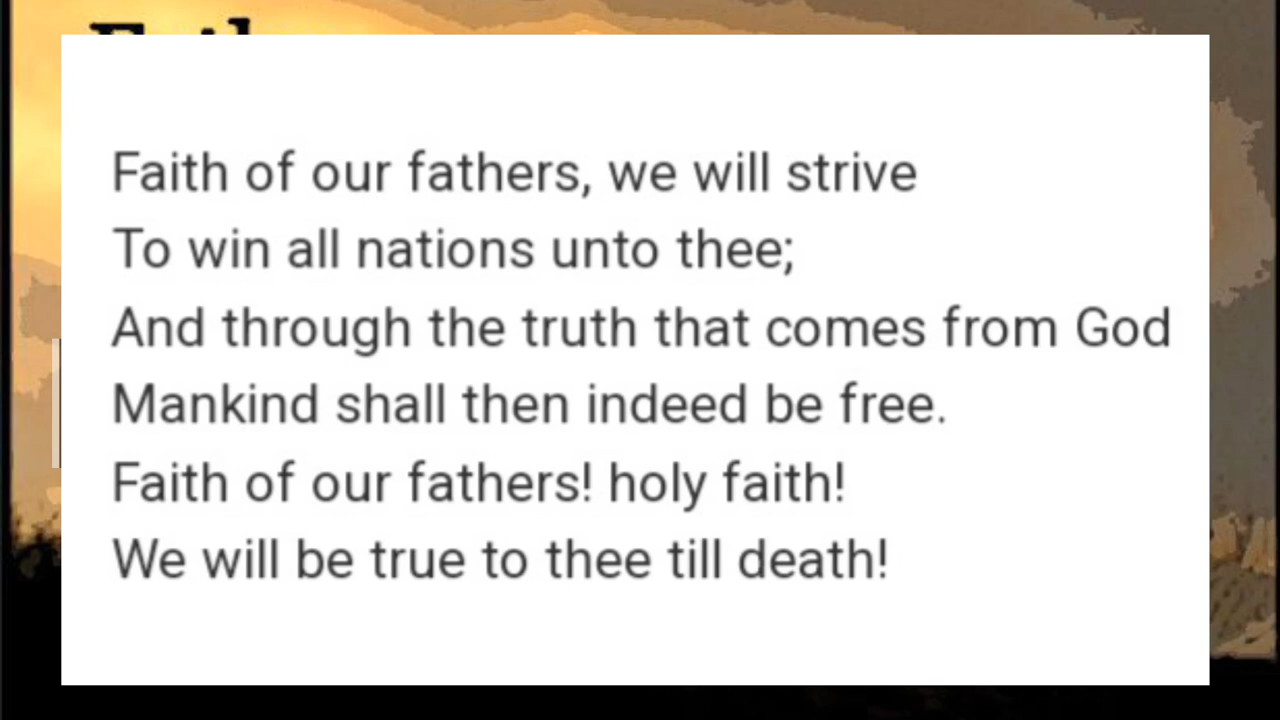 Faith of our fathers, we will strive
To win all nations unto thee;
And through the truth that comes from God
Mankind shall then indeed be free.
Faith of our fathers! holy faith!
We will be true to thee till death!